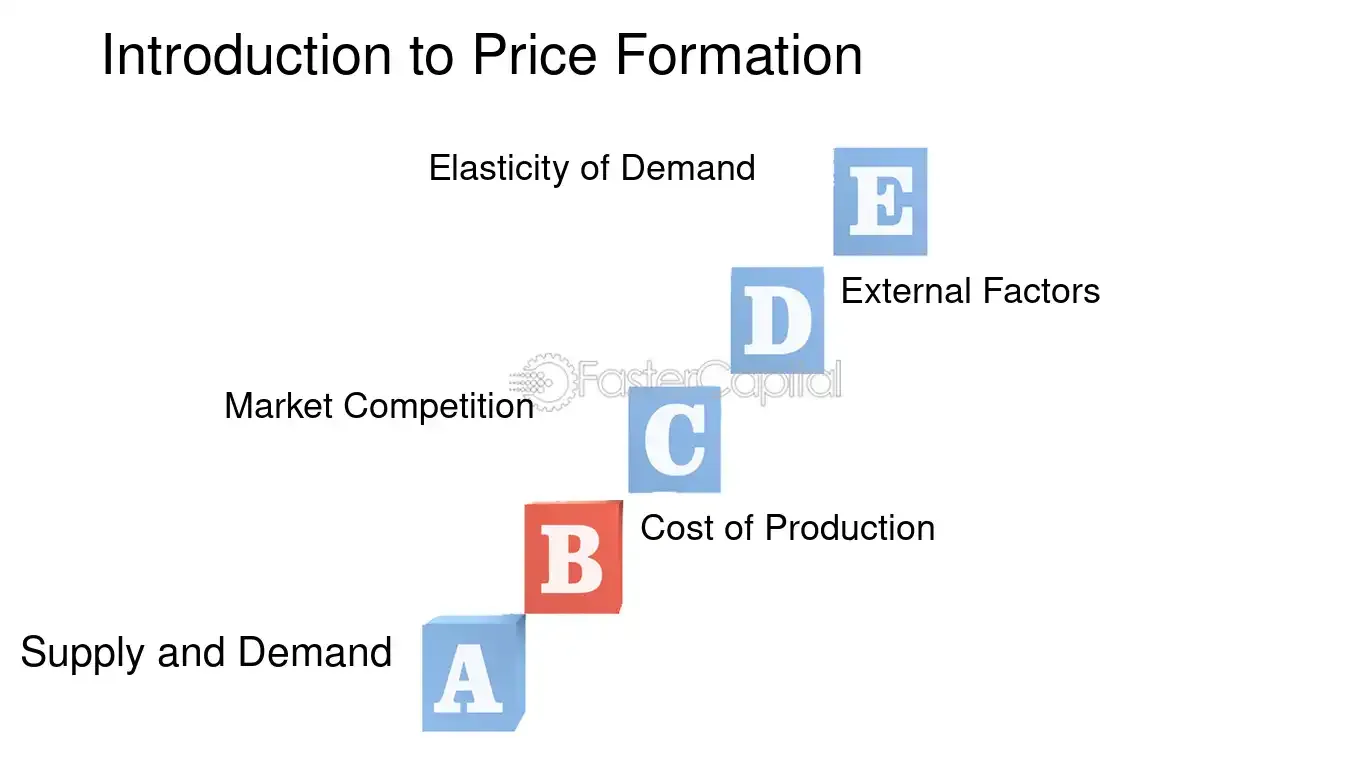 Introduction to Price Formation
Elasticity of Demand
E
D
External Factors
FasterCapital
Market Competition
C
B
Cost of Production
Supply and Demand
A